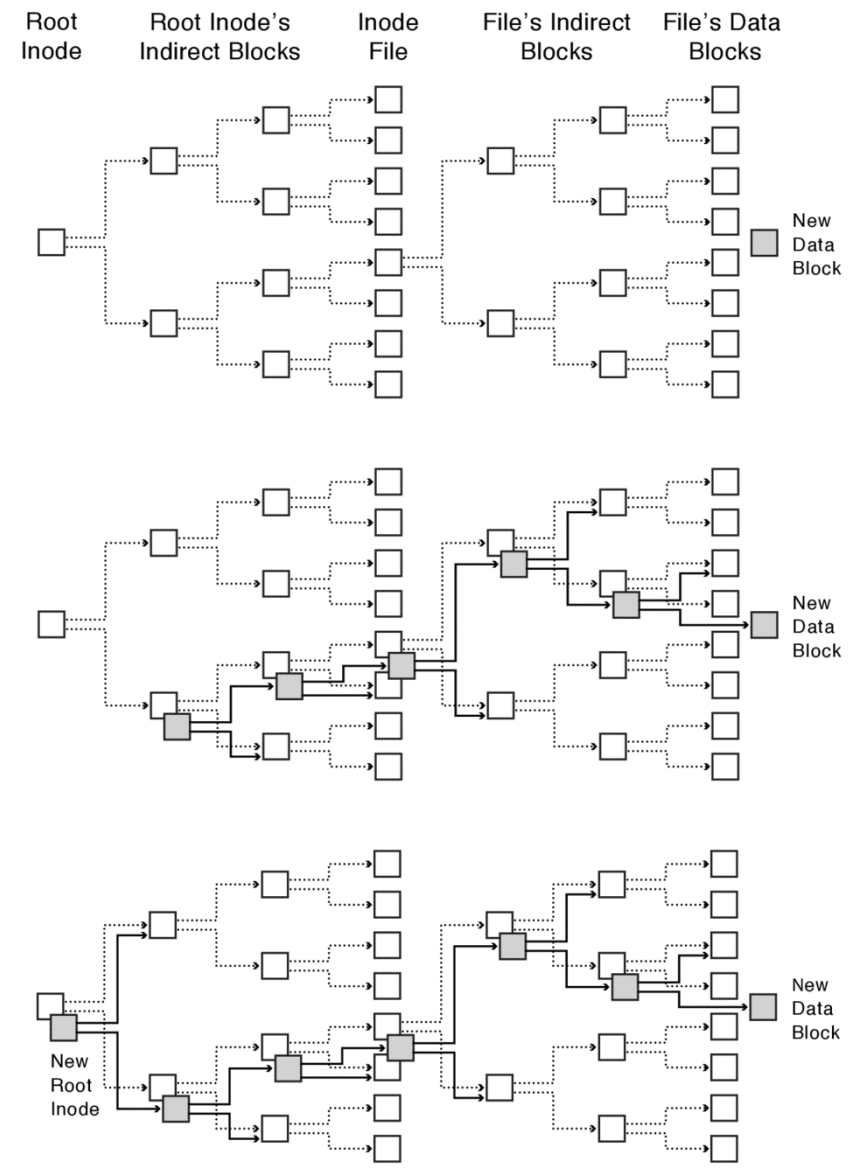 Root
Inode
Root Inode's
Indirect Blocks
Inode
File
File's Indirect
Blocks
File's Data
Blocks
New
Data
Block
New
Data
Block
New
Data
Block
New
Root
Inode